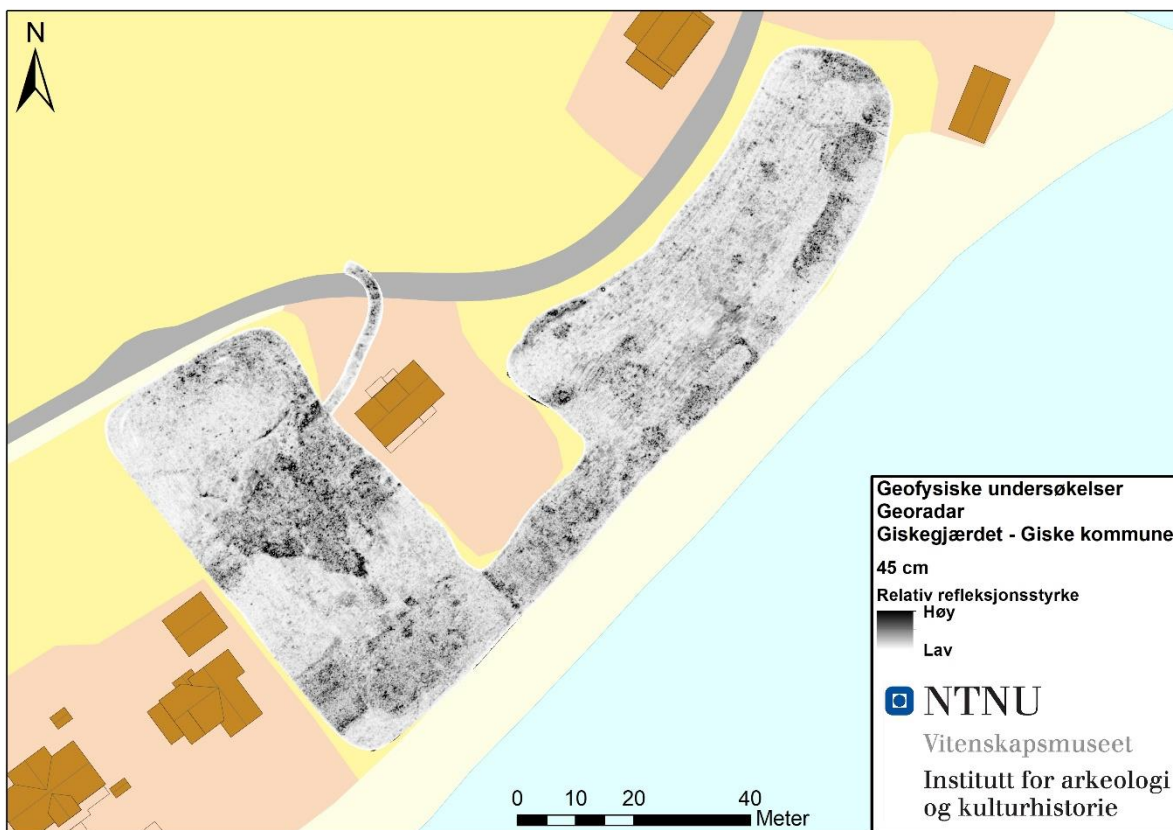 N
Geofysiske undersøkelser
Georadar
Giskegjærdet - Giske kommune
45 cm
Relativ refleksjonsstyrke
Høy
Lav
NTNU
Vitenskapsmuseet
Institutt for arkeologi
og kulturhistorie
0 10 20 40
Meter